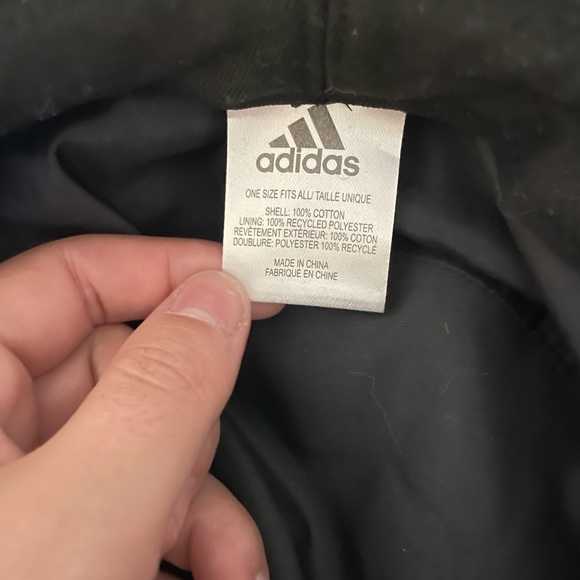 adidas
ONE SIZE FITS ALL/ TAILLE UNIQUE
SHELL: 100% COTTON
LINING: 100% RECYCLED POLYESTER
REVÊTEMENT EXTÉRIEUR: 100% COTON
DOUBLURE: POLYESTER 100% RECYCLÉ
MADE IN CHINA
FABRIQUÉ EN CHINE